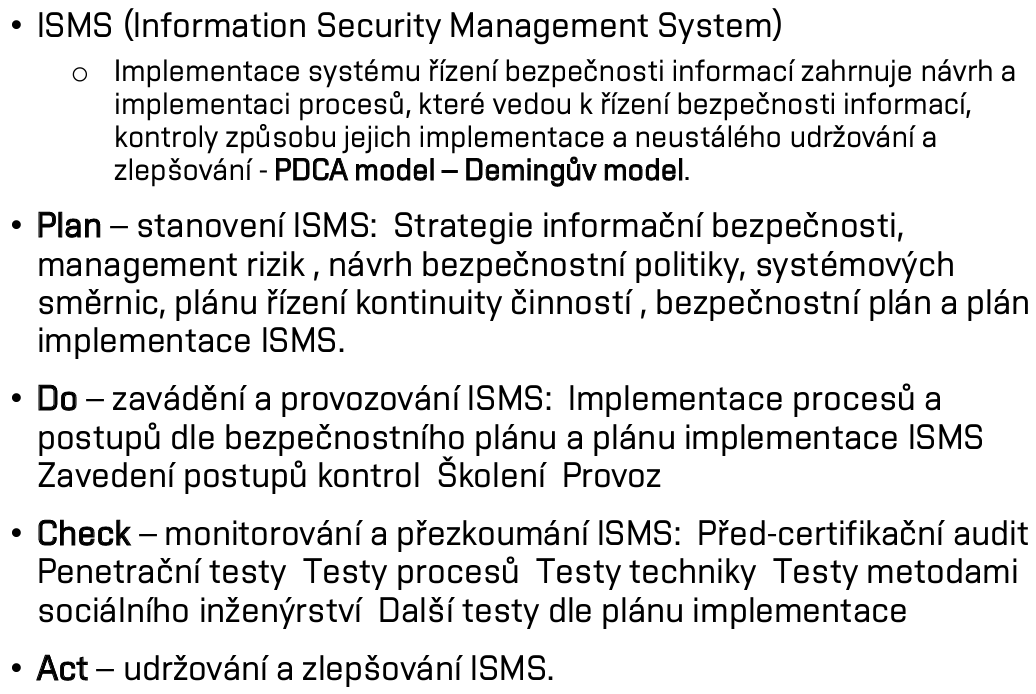 • ISMS (Information Security Management System)
o Implementace systému řízení bezpečnosti informací zahrnuje návrh a
implementaci procesů, které vedou k řízení bezpečnosti informací,
kontroly způsobu jejich implementace a neustálého udržování a
zlepšování - PDCA model – Demingův model.
• Plan – stanovení ISMS: Strategie informační bezpečnosti,
management rizik , návrh bezpečnostní politiky, systémových
směrnic, plánu řízení kontinuity činností , bezpečnostní plán a plán
implementace ISMS.
• Do – zavádění a provozování ISMS: Implementace procesů a
postupů dle bezpečnostního plánu a plánu implementace ISMS
Zavedení postupů kontrol Školení Provoz
• Check – monitorování a přezkoumání ISMS: Před-certifikační audit
Penetrační testy Testy procesů Testy techniky Testy metodami
sociálního inženýrství Další testy dle plánu implementace
• Act – udržování a zlepšování ISMS.